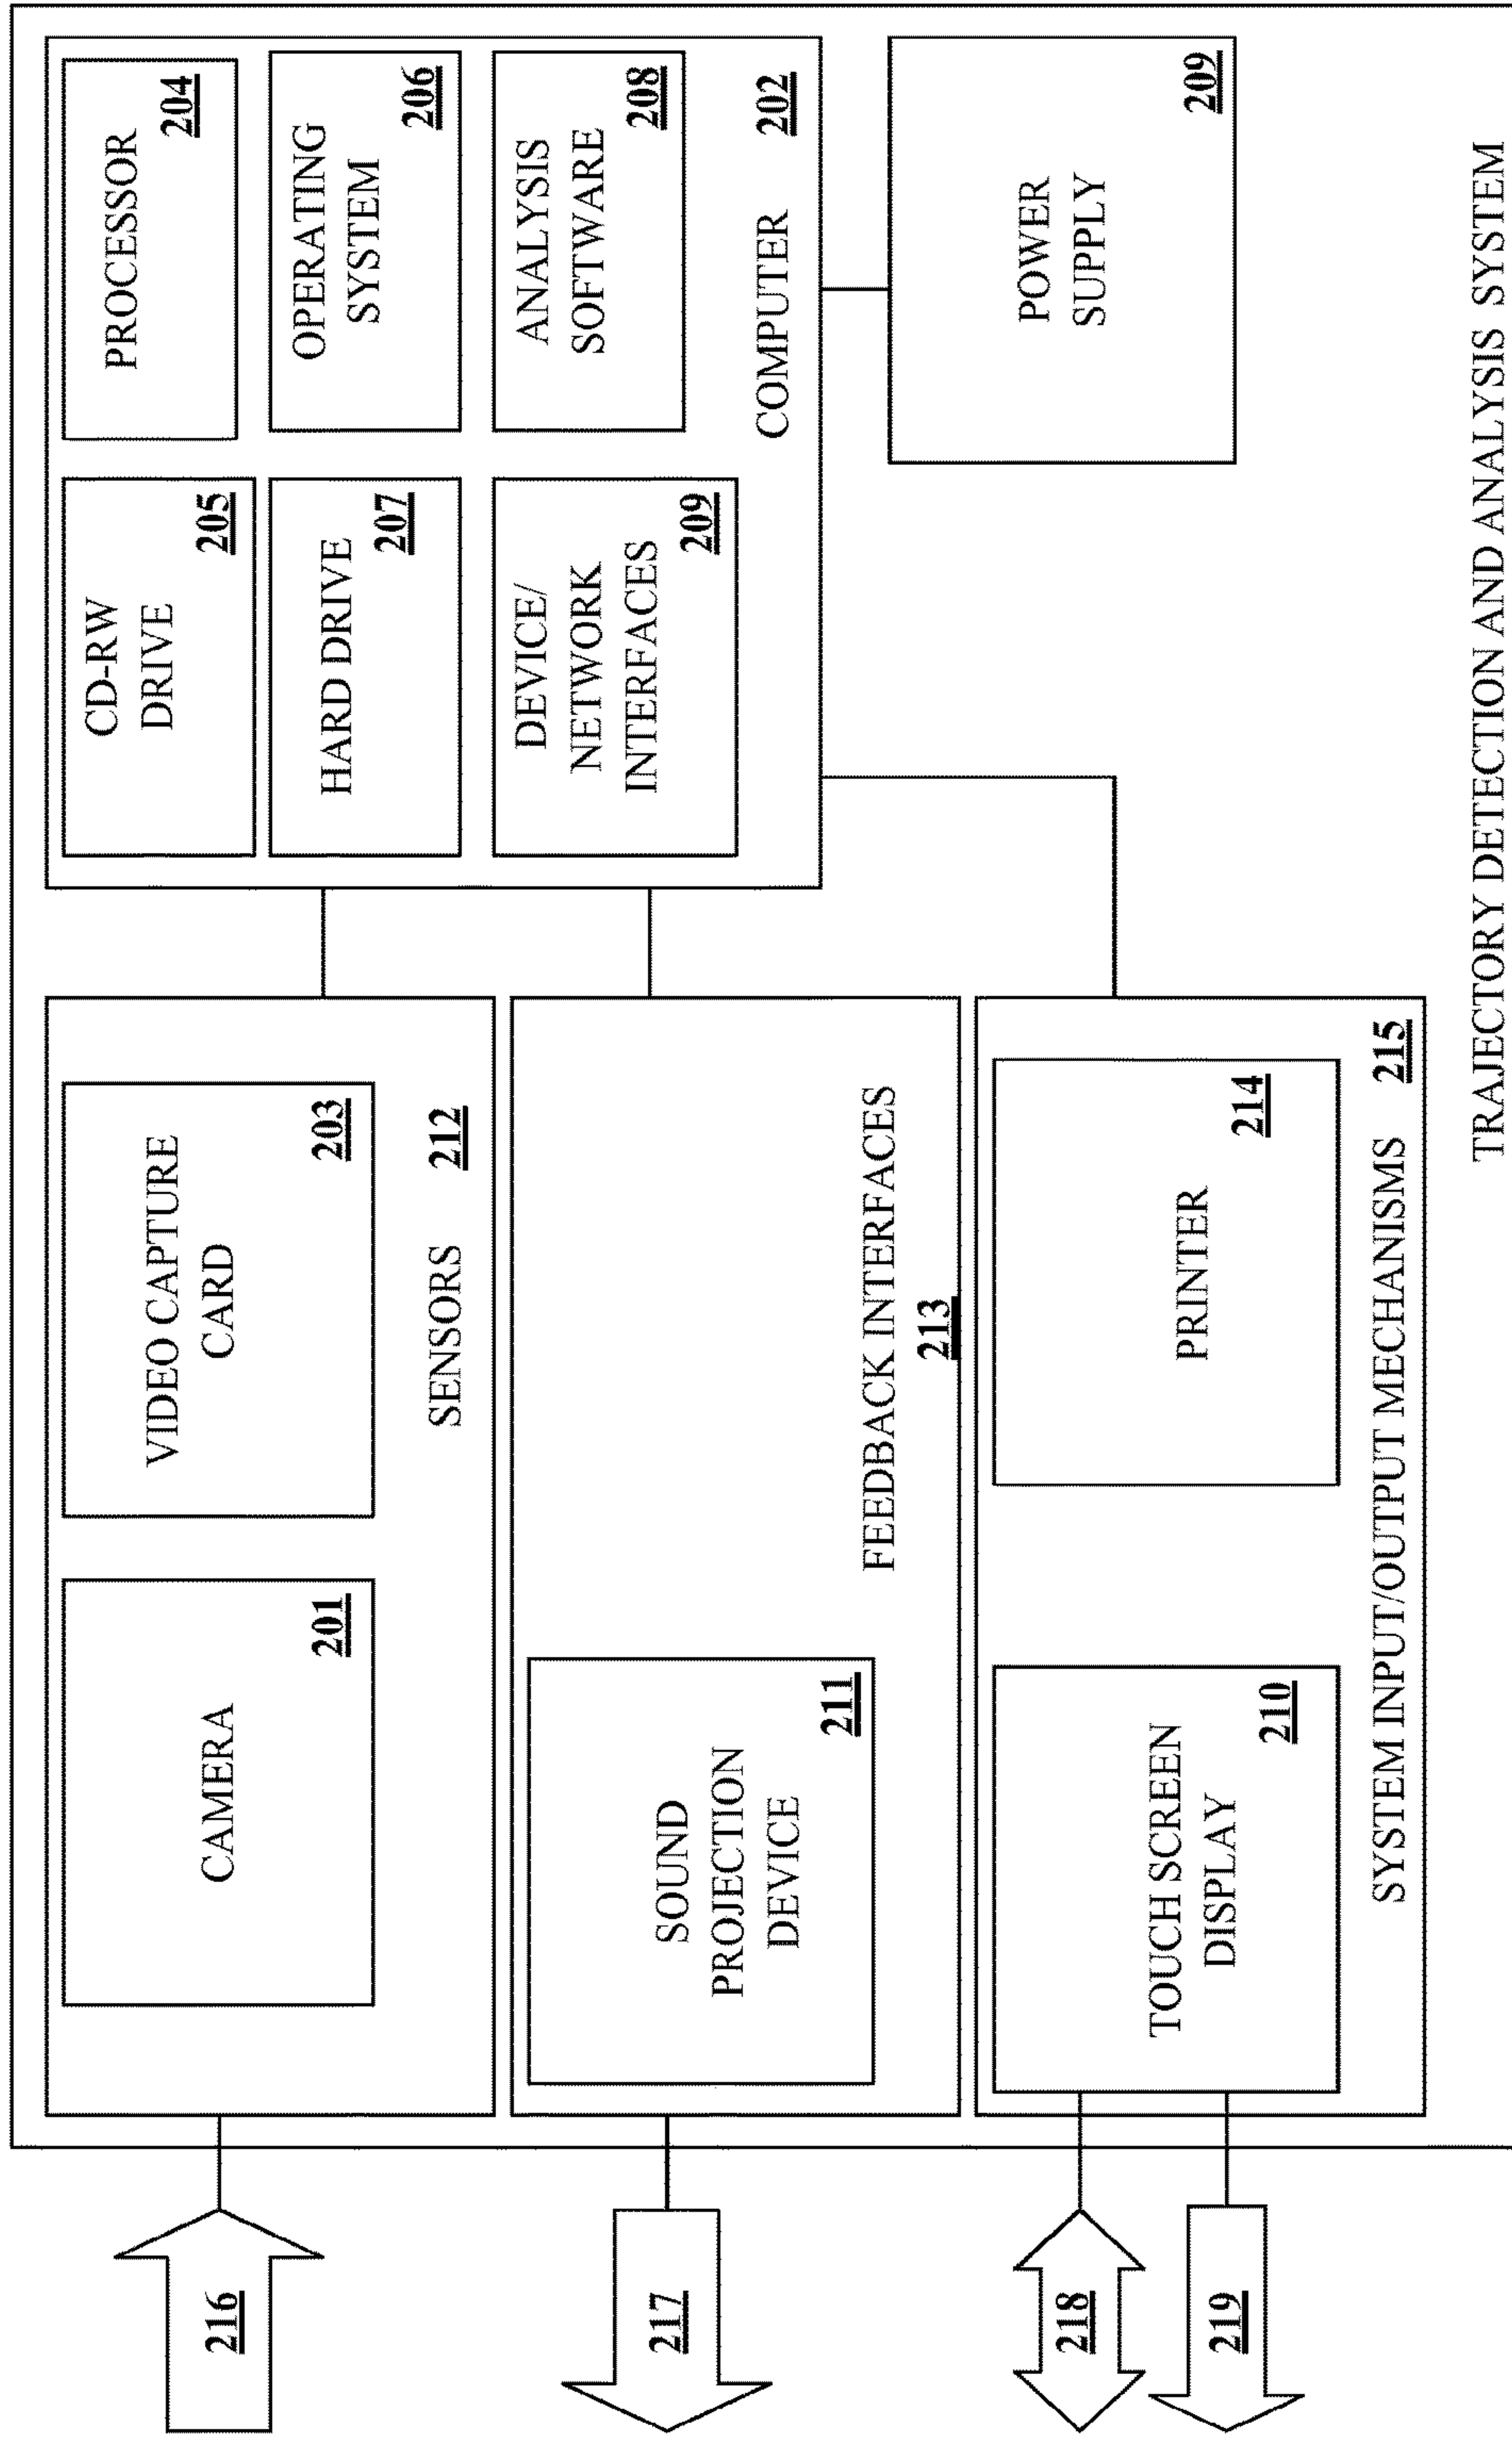 CAMERA
201
VIDEO CAPTURE
CARD
203
SENSORS 212
SOUND
PROJECTION
DEVICE
211
FEEDBACK INTERFACES
213
TOUCH SCREEN
DISPLAY
210
PRINTER
214
SYSTEM INPUT/OUTPUT MECHANISMS 215
CD-RW
DRIVE
205
PROCESSOR
204
HARD DRIVE
207
OPERATING
SYSTEM
206
DEVICE/
NETWORK
INTERFACES
209
ANALYSIS
SOFTWARE
208
COMPUTER 202
POWER
SUPPLY
209
216
217
218
219
TRAJECTORY DETECTION AND ANALYSIS SYSTEM